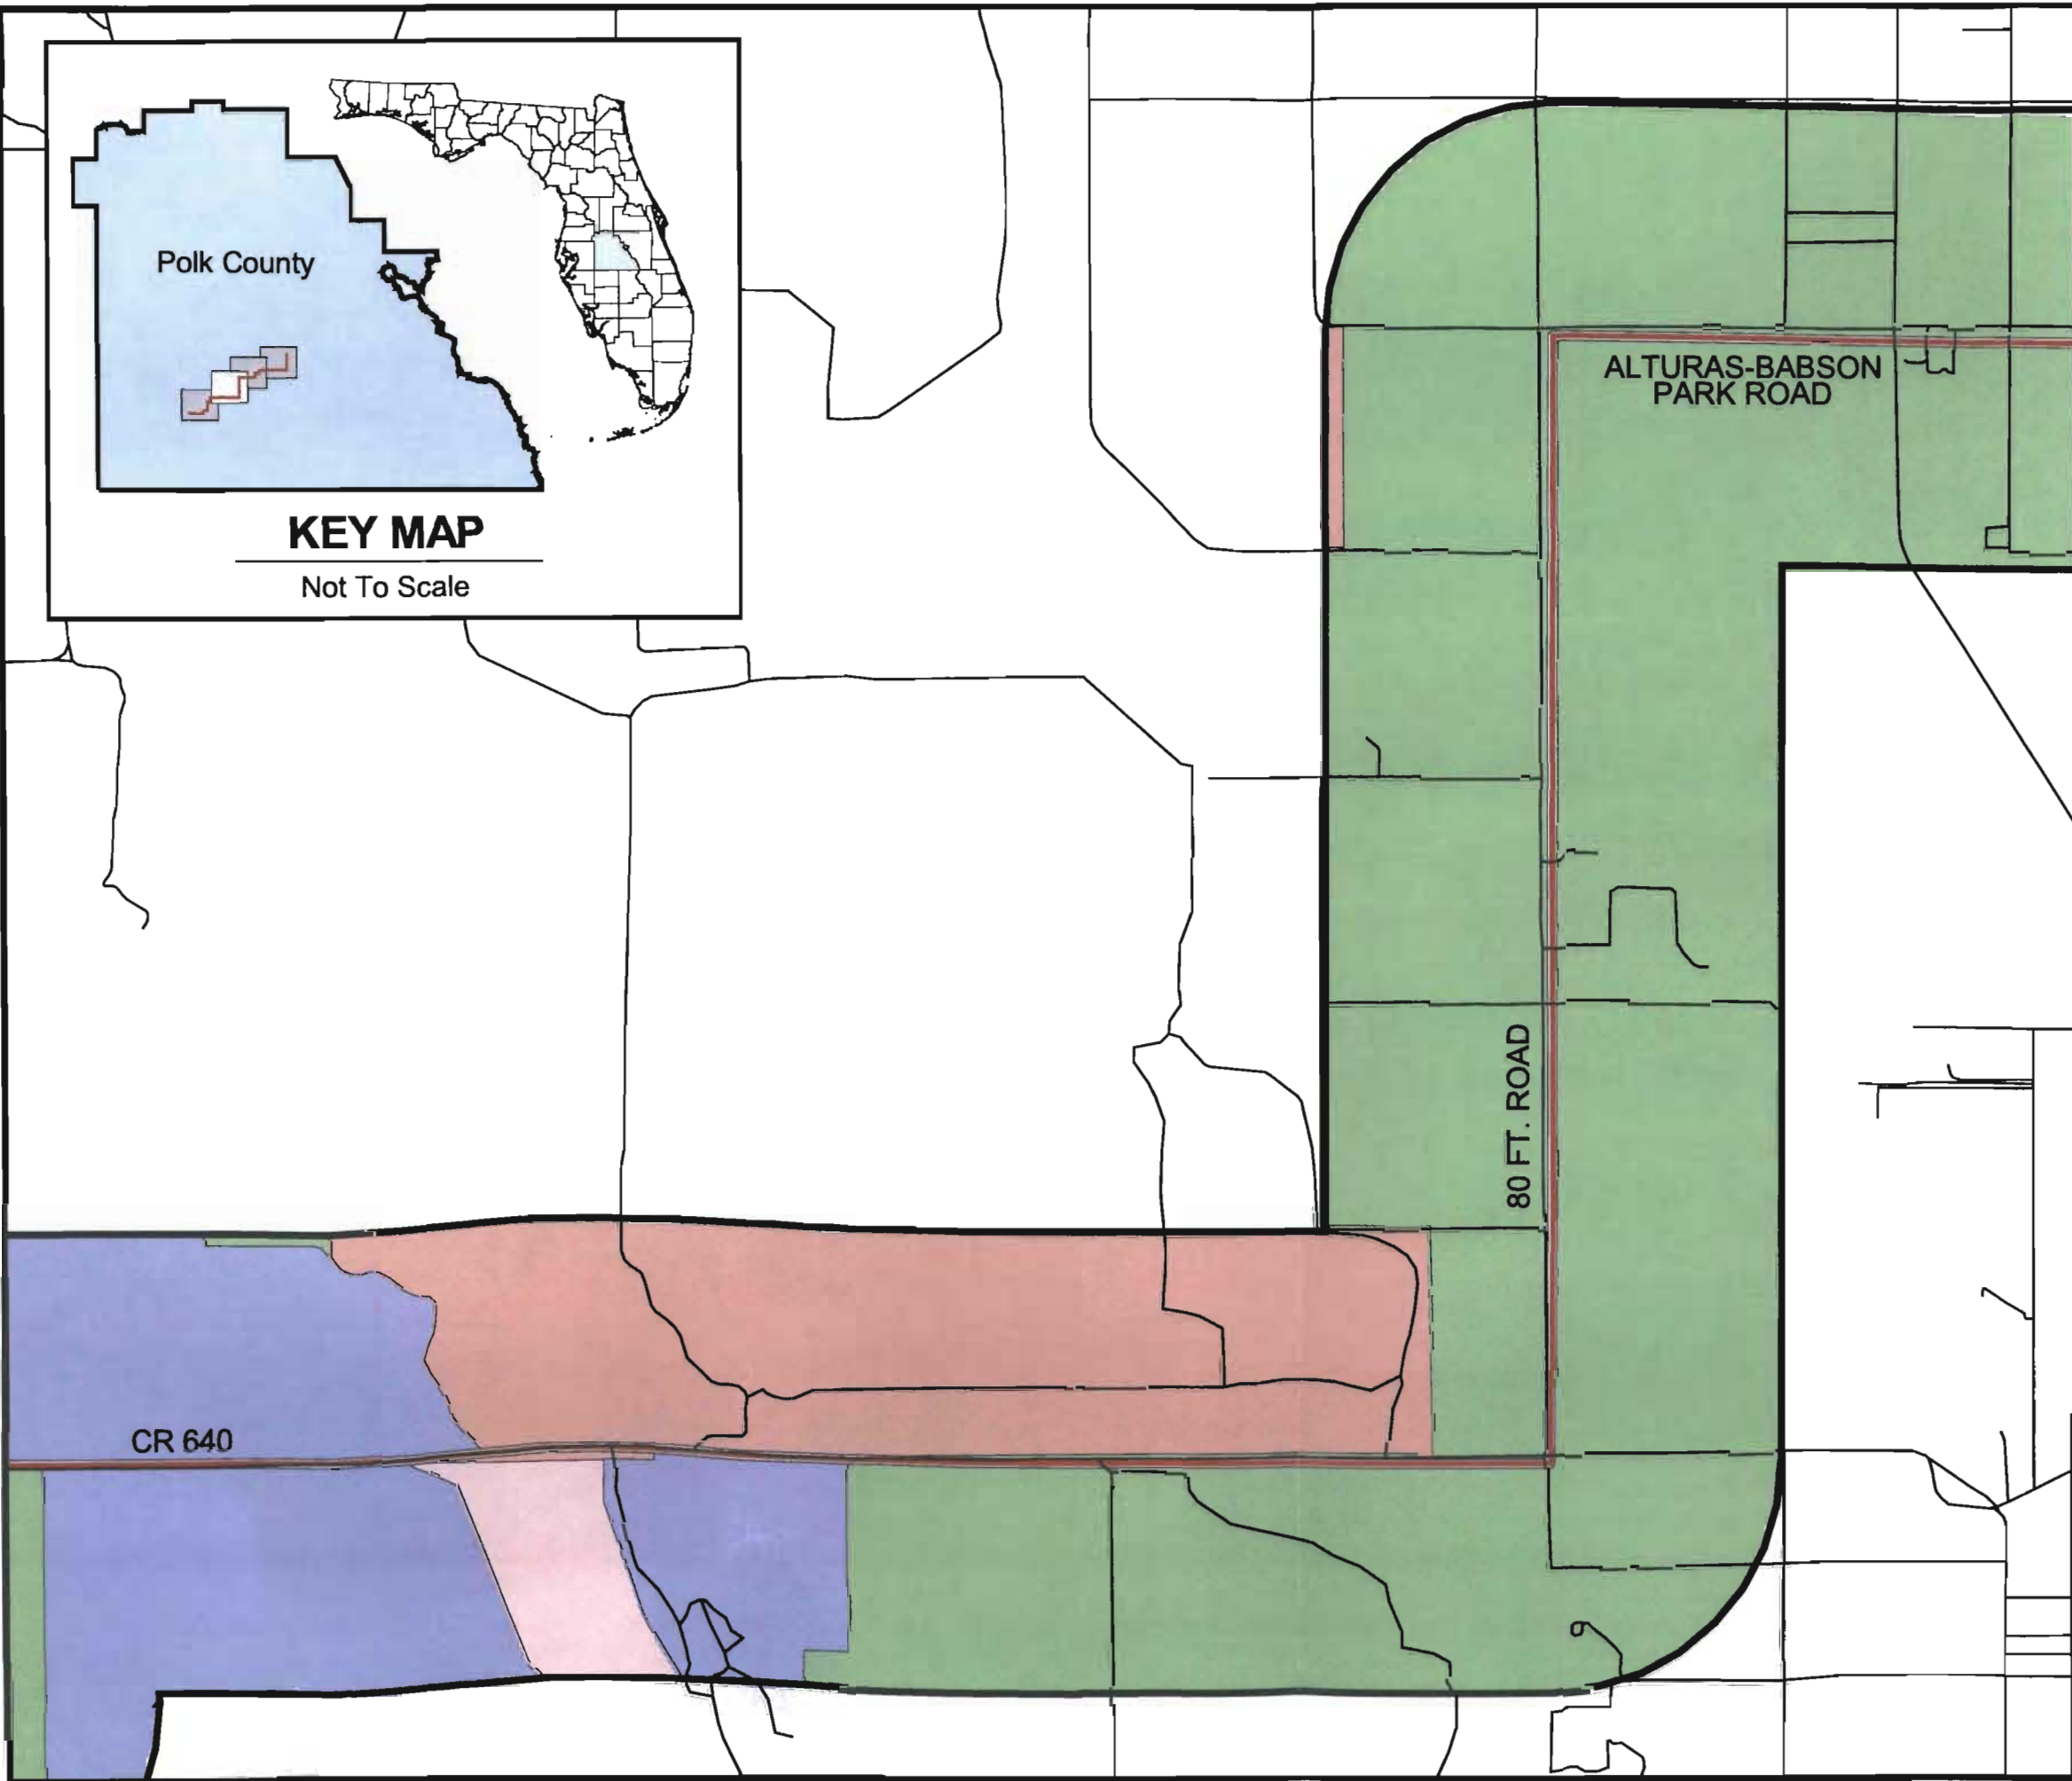 Polk County
KEY MAP
Not To Scale
ALTURAS-BABSON
PARK ROAD
80 FT. ROAD
CR 640